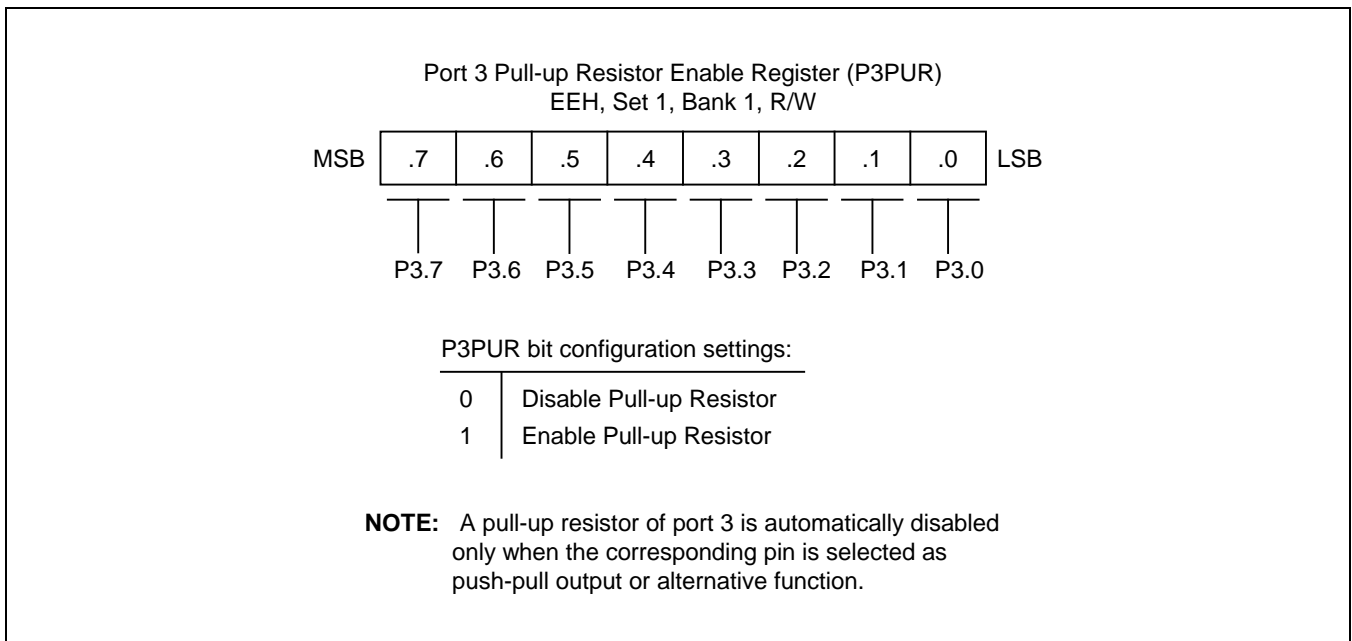 Port 3 Pull-up Resistor Enable Register (P3PUR)
EEH, Set 1, Bank 1, R/W
MSB .7 .6 .5 .4 .3 .2 .1 .0 LSB
P3.7 P3.6 P3.5 P3.4 P3.3 P3.2 P3.1 P3.0
P3PUR bit configuration settings:
0 Disable Pull-up Resistor
1 Enable Pull-up Resistor
NOTE: A pull-up resistor of port 3 is automatically disabled
only when the corresponding pin is selected as
push-pull output or alternative function.